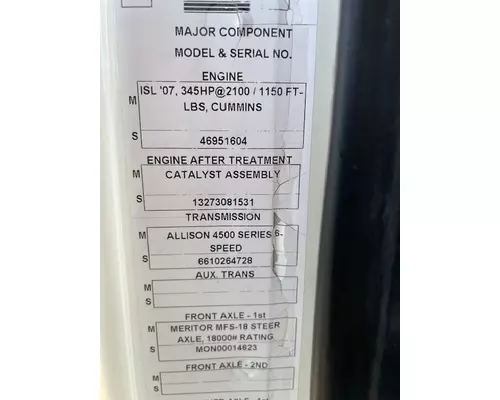 MAJOR COMPONENT
MODEL & SERIAL NO.
ENGINE
M ISL '07, 345HP@2100 / 1150 FT-
LBS, CUMMINS
S 46951604
ENGINE AFTER TREATMENT
M CATALYST ASSEMBLY
S 13273081531
TRANSMISSION
M ALLISON 4500 SERIES 6-
SPEED
S 6610264728
AUX. TRANS
M
S
FRONT AXLE - 1st
M MERITOR MFS-18 STEER
AXLE, 18000# RATING
S MON00014623
FRONT AXLE - 2ND
M
S